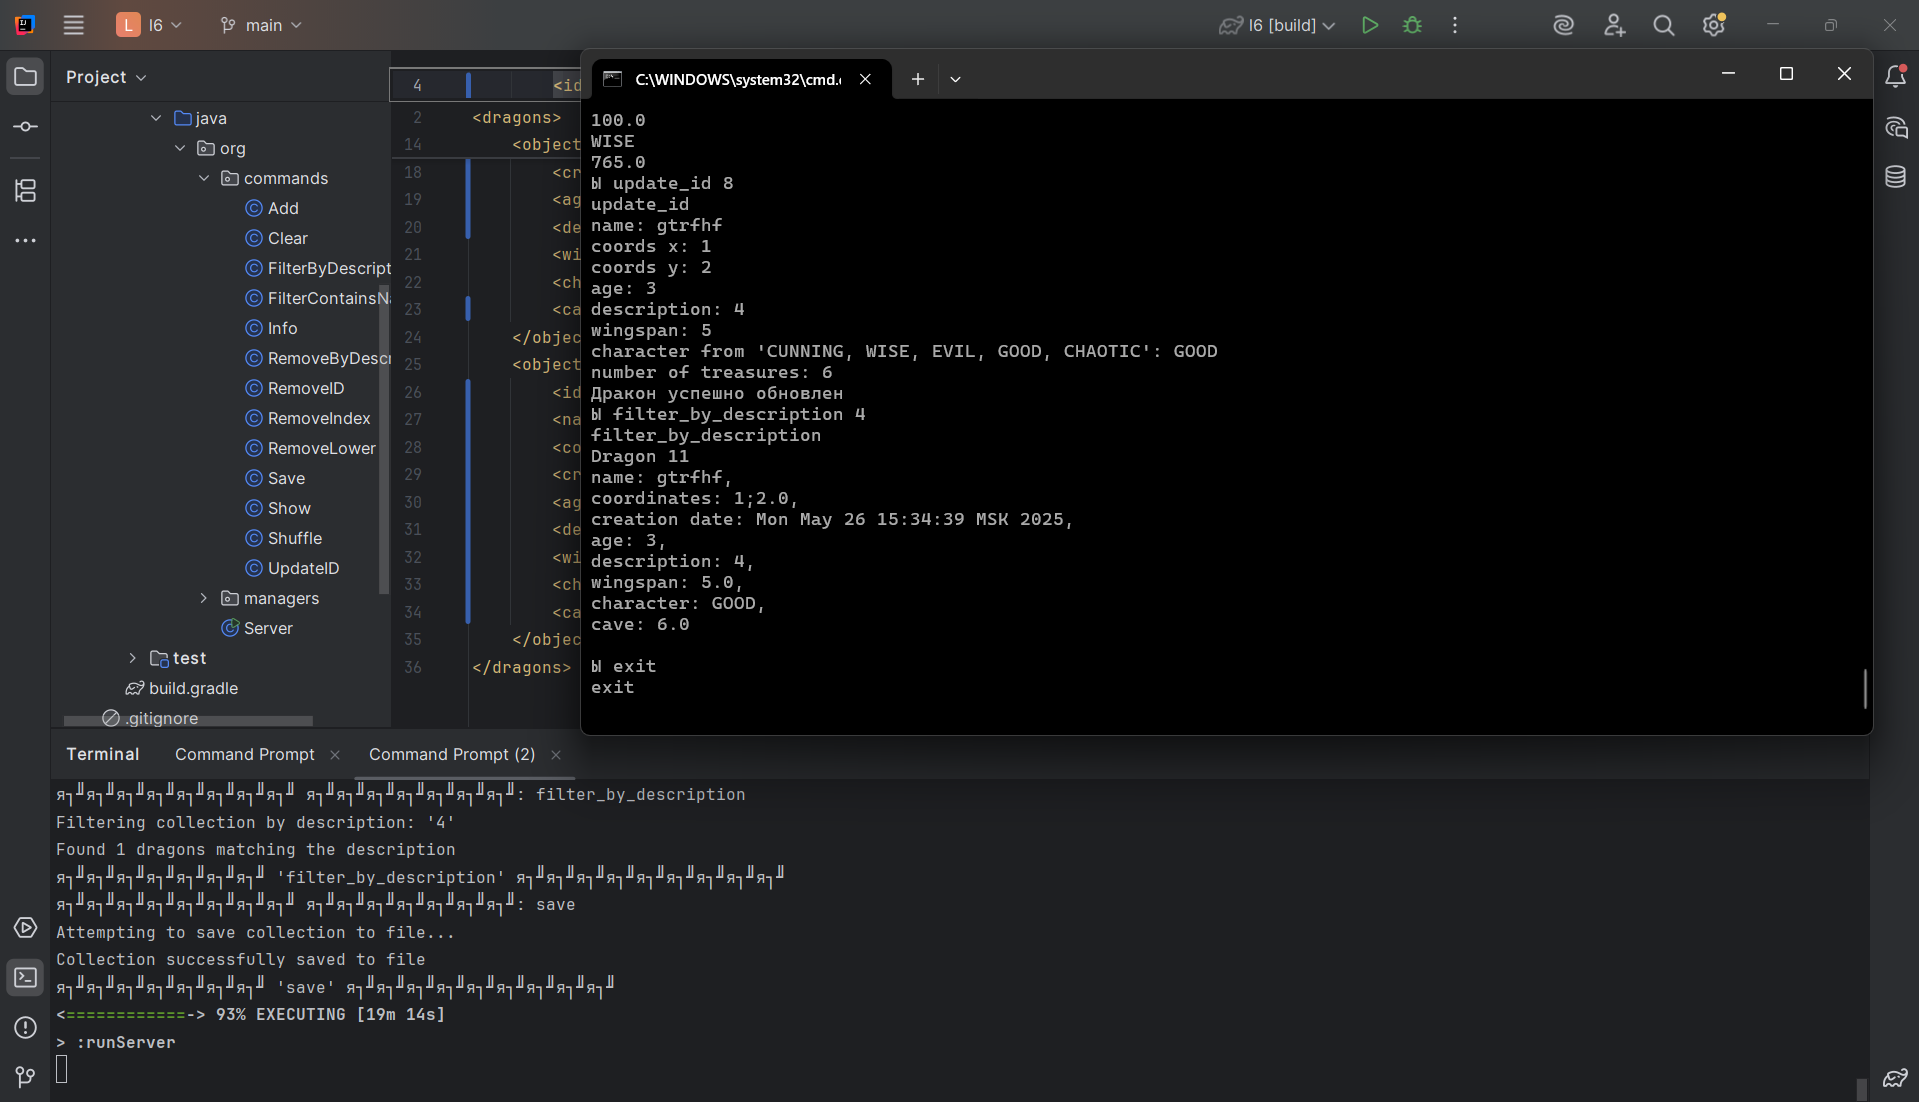 L l6 main l6 [build]
Project
java
org
commands
Add
Clear
FilterByDescript
FilterContainsN
Info
RemoveByDesc
RemoveID
RemoveIndex
RemoveLower
Save
Show
Shuffle
UpdateID
managers
Server
test
build.gradle
.gitignore
4 <id
2 <dragons>
14 <object
18 <cr
19 <ag
20 <de
21 <wi
22 <ch
23 <ca
24 </objec
25 <object
26 <id
27 <na
28 <co
29 <cr
30 <ag
31 <de
32 <wi
33 <ch
34 <ca
35 </objec
36 </dragons>
C:\WINDOWS\system32\cmd.
100.0
WISE
765.0
Ы update_id 8
update_id
name: gtrfhf
coords x: 1
coords y: 2
age: 3
description: 4
wingspan: 5
character from 'CUNNING, WISE, EVIL, GOOD, CHAOTIC': GOOD
number of treasures: 6
Дракон успешно обновлен
Ы filter_by_description 4
filter_by_description
Dragon 11
name: gtrfhf,
coordinates: 1;2.0,
creation date: Mon May 26 15:34:39 MSK 2025,
age: 3,
description: 4,
wingspan: 5.0,
character: GOOD,
cave: 6.0
Ы exit
exit
Terminal Command Prompt Command Prompt (2)
я┐╜я┐╜я┐╜я┐╜я┐╜я┐╜я┐╜я┐╜ я┐╜я┐╜я┐╜я┐╜я┐╜я┐╜я┐╜: filter_by_description
Filtering collection by description: '4'
Found 1 dragons matching the description
я┐╜я┐╜я┐╜я┐╜я┐╜я┐╜я┐╜ 'filter_by_description' я┐╜я┐╜я┐╜я┐╜я┐╜я┐╜я┐╜я┐╜я┐╜
я┐╜я┐╜я┐╜я┐╜я┐╜я┐╜я┐╜я┐╜ я┐╜я┐╜я┐╜я┐╜я┐╜я┐╜я┐╜: save
Attempting to save collection to file...
Collection successfully saved to file
я┐╜я┐╜я┐╜я┐╜я┐╜я┐╜я┐╜ 'save' я┐╜я┐╜я┐╜я┐╜я┐╜я┐╜я┐╜я┐╜я┐╜
<============-> 93% EXECUTING [19m 14s]
> :runServer